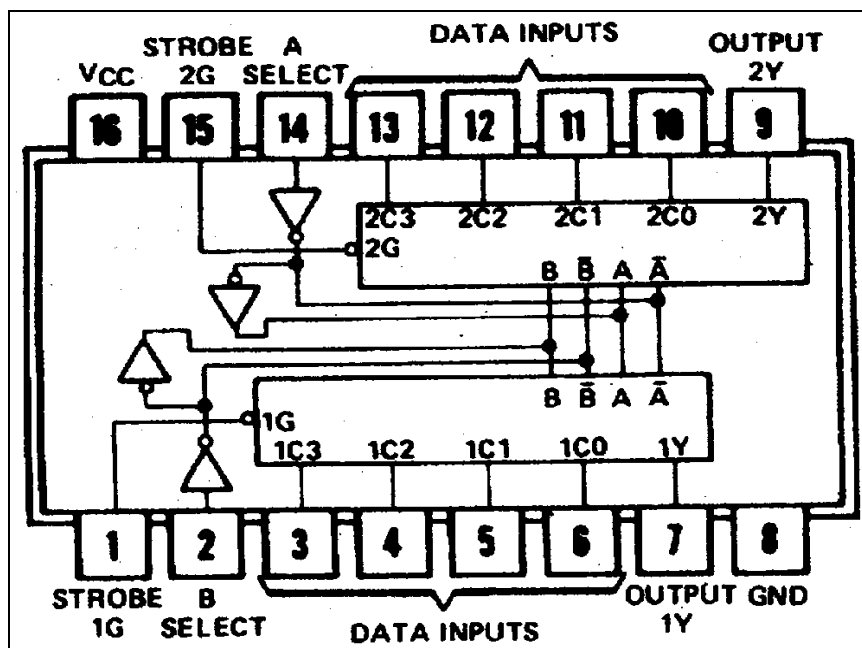 DATA INPUTS
STROBE A OUTPUT
VCC 2G SELECT 2Y
16 15 14 13 12 11 10 9
2C3 2C2 2C1 2C0 2Y
2G
B B̅ A A̅
B B̅ A A̅
1G
1C3 1C2 1C1 1C0 1Y
1 2 3 4 5 6 7 8
STROBE B OUTPUT GND
1G SELECT DATA INPUTS 1Y